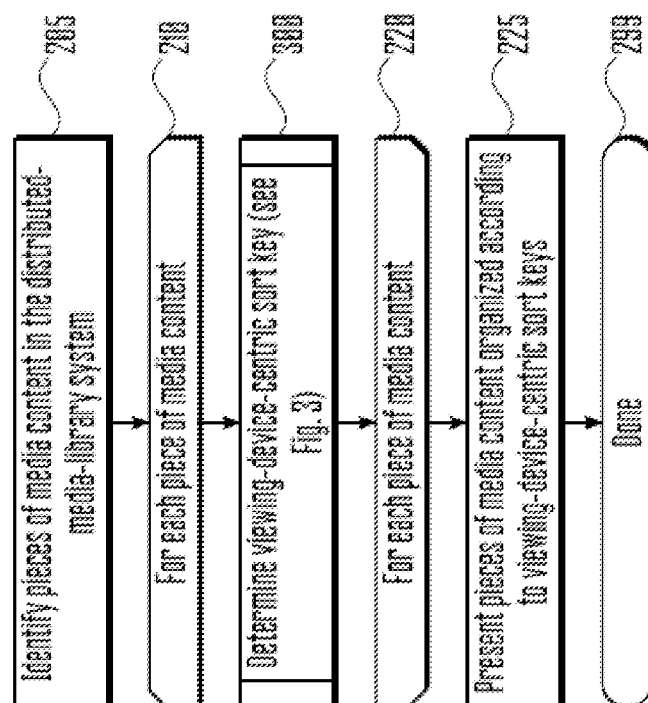 205
Identify pieces of media content in the distributed-
media-library system
210
For each piece of media content
300
Determine viewing-device-centric sort key (see
Fig. 3)
220
For each piece of media content
225
Present pieces of media content organized according
to viewing-device-centric sort keys
299
Done